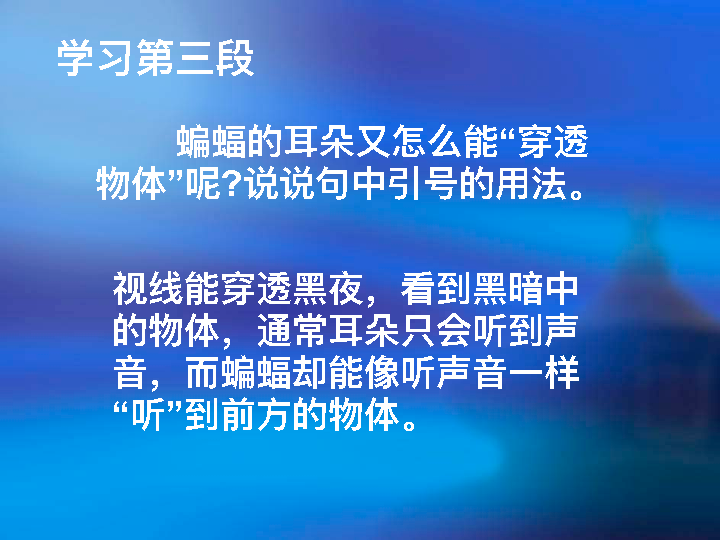 学习第三段
蝙蝠的耳朵又怎么能“穿透
物体”呢?说说句中引号的用法。
视线能穿透黑夜，看到黑暗中
的物体，通常耳朵只会听到声
音，而蝙蝠却能像听声音一样
“听”到前方的物体。